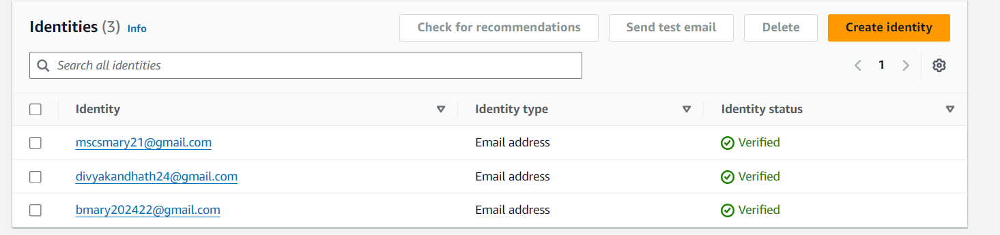 Identities (3) Info Check for recommendations Send test email Delete Create identity
Search all identities 1
Identity Identity type Identity status
mscsmary21@gmail.com Email address Verified
divyakandhath24@gmail.com Email address Verified
bmary202422@gmail.com Email address Verified